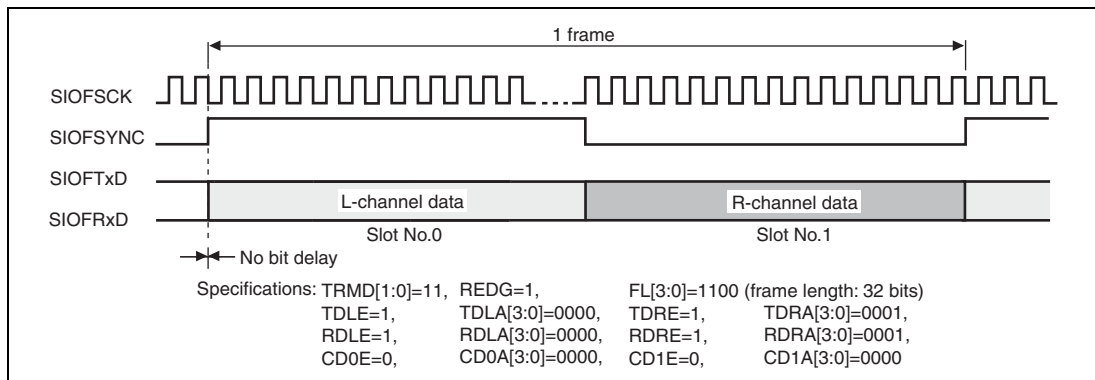 1 frame
SIOFSCK
SIOFSYNC
SIOFTxD
SIOFRxD
L-channel data
R-channel data
Slot No.0
Slot No.1
No bit delay
Specifications: TRMD[1:0]=11, REDG=1, FL[3:0]=1100 (frame length: 32 bits)
TDLE=1, TDLA[3:0]=0000, TDRE=1, TDRA[3:0]=0001,
RDLE=1, RDLA[3:0]=0000, RDRE=1, RDRA[3:0]=0001,
CD0E=0, CD0A[3:0]=0000, CD1E=0, CD1A[3:0]=0000